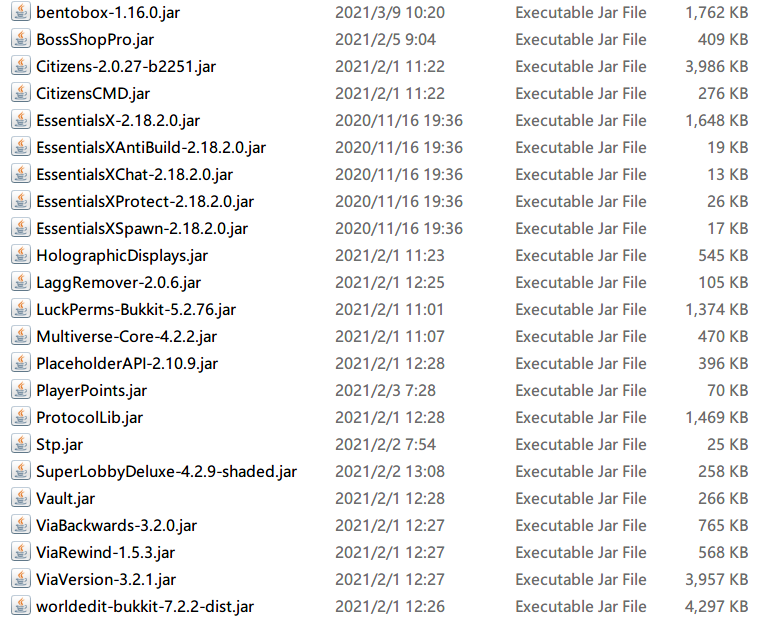 bentobox-1.16.0.jar 2021/3/9 10:20 Executable Jar File 1,762 KB
BossShopPro.jar 2021/2/5 9:04 Executable Jar File 409 KB
Citizens-2.0.27-b2251.jar 2021/2/1 11:22 Executable Jar File 3,986 KB
CitizensCMD.jar 2021/2/1 11:22 Executable Jar File 276 KB
EssentialsX-2.18.2.0.jar 2020/11/16 19:36 Executable Jar File 1,648 KB
EssentialsXAntiBuild-2.18.2.0.jar 2020/11/16 19:36 Executable Jar File 19 KB
EssentialsXChat-2.18.2.0.jar 2020/11/16 19:36 Executable Jar File 13 KB
EssentialsXProtect-2.18.2.0.jar 2020/11/16 19:36 Executable Jar File 26 KB
EssentialsXSpawn-2.18.2.0.jar 2020/11/16 19:36 Executable Jar File 17 KB
HolographicDisplays.jar 2021/2/1 11:23 Executable Jar File 545 KB
LaggRemover-2.0.6.jar 2021/2/1 12:25 Executable Jar File 105 KB
LuckPerms-Bukkit-5.2.76.jar 2021/2/1 11:01 Executable Jar File 1,374 KB
Multiverse-Core-4.2.2.jar 2021/2/1 11:07 Executable Jar File 470 KB
PlaceholderAPI-2.10.9.jar 2021/2/1 12:28 Executable Jar File 396 KB
PlayerPoints.jar 2021/2/3 7:28 Executable Jar File 70 KB
ProtocolLib.jar 2021/2/1 12:28 Executable Jar File 1,469 KB
Stp.jar 2021/2/2 7:54 Executable Jar File 25 KB
SuperLobbyDeluxe-4.2.9-shaded.jar 2021/2/2 13:08 Executable Jar File 258 KB
Vault.jar 2021/2/1 12:28 Executable Jar File 266 KB
ViaBackwards-3.2.0.jar 2021/2/1 12:27 Executable Jar File 765 KB
ViaRewind-1.5.3.jar 2021/2/1 12:27 Executable Jar File 568 KB
ViaVersion-3.2.1.jar 2021/2/1 12:27 Executable Jar File 3,957 KB
worldedit-bukkit-7.2.2-dist.jar 2021/2/1 12:26 Executable Jar File 4,297 KB